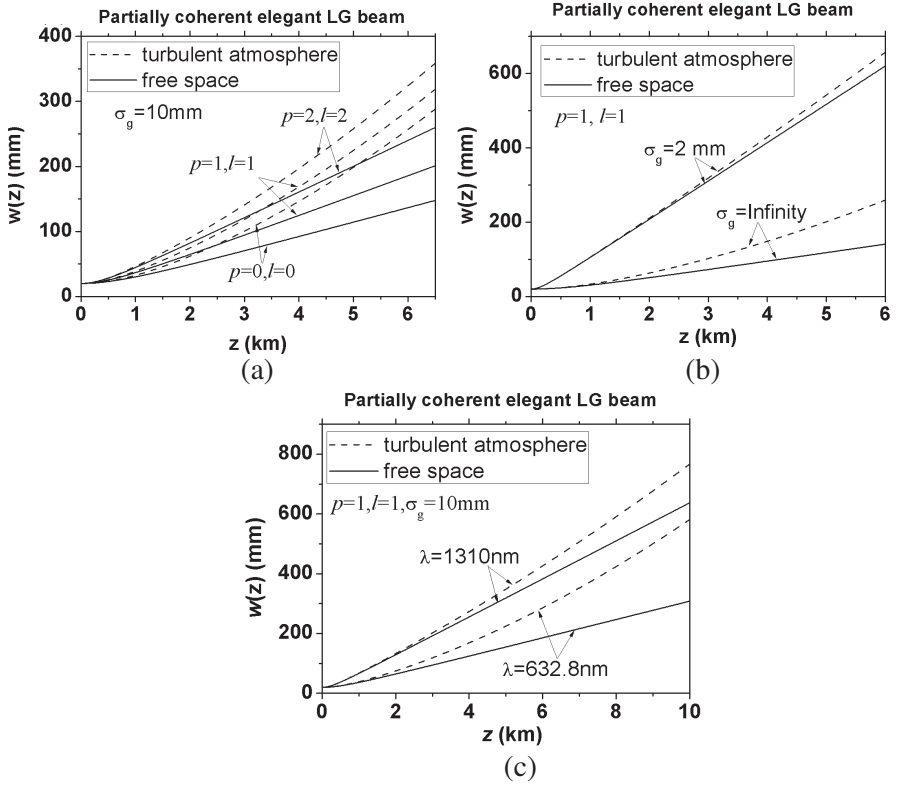 Partially coherent elegant LG beam
400
300
200
100
0
w(z) (mm)
turbulent atmosphere
free space
σg=10mm
p=2,l=2
p=1,l=1
p=0,l=0
0 1 2 3 4 5 6
z (km)
(a)
Partially coherent elegant LG beam
600
400
200
0
w(z) (mm)
turbulent atmosphere
free space
p=1, l=1
σg=2 mm
σg=Infinity
0 1 2 3 4 5 6
z (km)
(b)
Partially coherent elegant LG beam
800
600
400
200
0
w(z) (mm)
turbulent atmosphere
free space
p=1,l=1,σg=10mm
λ=1310nm
λ=632.8nm
0 2 4 6 8 10
z (km)
(c)